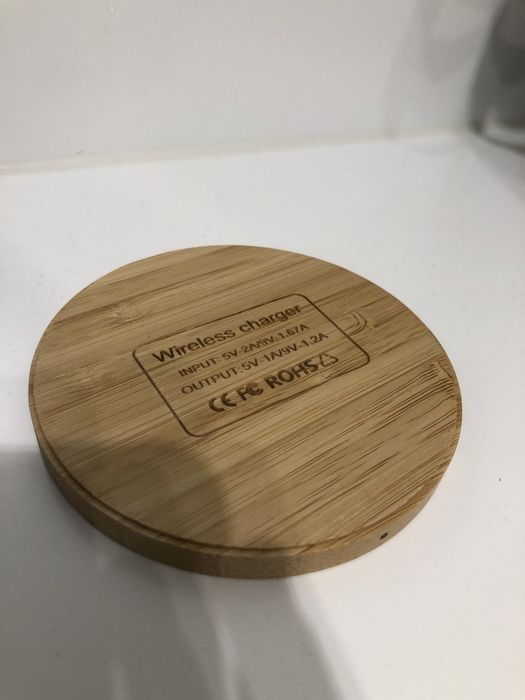 Wireless charger
INPUT: 5V-2A/9V-1.67A
OUTPUT: 5V-1A/9V-1.2A
CE FC ROHS